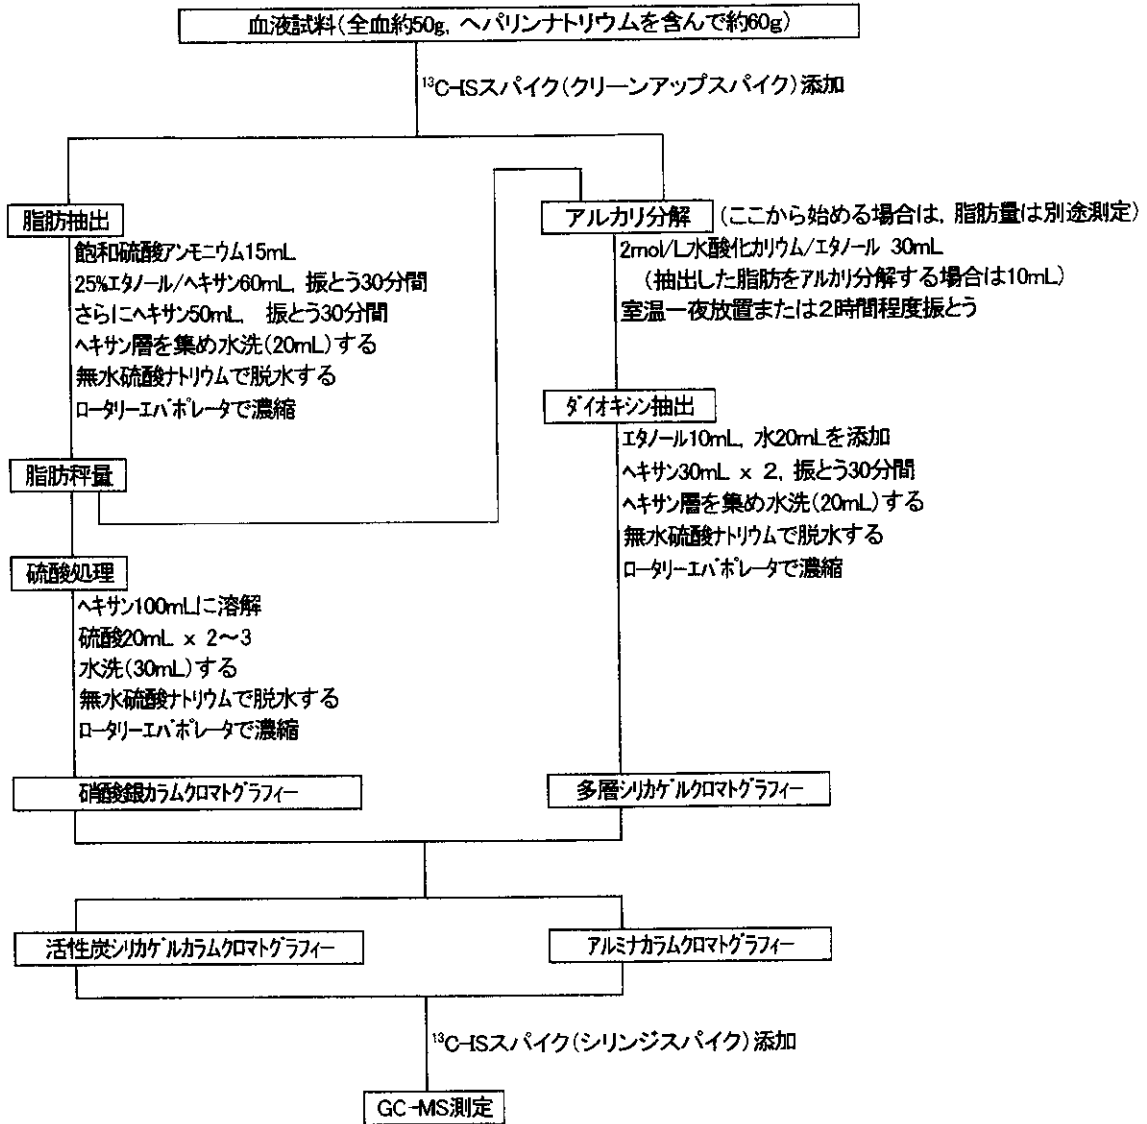 血液試料(全血約50g, ヘパリンナトリウムを含んで約60g)
¹³C-ISスパイク(クリーンアップスパイク)添加
脂肪抽出
飽和硫酸アンモニウム15mL
25%エタノール/ヘキサン60mL, 振とう30分間
さらにヘキサン50mL, 振とう30分間
ヘキサン層を集め水洗(20mL)する
無水硫酸ナトリウムで脱水する
ロータリーエバポレータで濃縮
脂肪秤量
硫酸処理
ヘキサン100mLに溶解
硫酸20mL x 2～3
水洗(30mL)する
無水硫酸ナトリウムで脱水する
ロータリーエバポレータで濃縮
硝酸銀カラムクロマトグラフィー
アルカリ分解 (ここから始める場合は, 脂肪量は別途測定)
2mol/L水酸化カリウム/エタノール 30mL
(抽出した脂肪をアルカリ分解する場合は10mL)
室温一夜放置または2時間程度振とう
ダイオキシン抽出
エタノール10mL, 水20mLを添加
ヘキサン30mL x 2, 振とう30分間
ヘキサン層を集め水洗(20mL)する
無水硫酸ナトリウムで脱水する
ロータリーエバポレータで濃縮
多層シリカゲルクロマトグラフィー
活性炭シリカゲルカラムクロマトグラフィー
アルミナカラムクロマトグラフィー
¹³C-ISスパイク(シリンジスパイク)添加
GC-MS測定